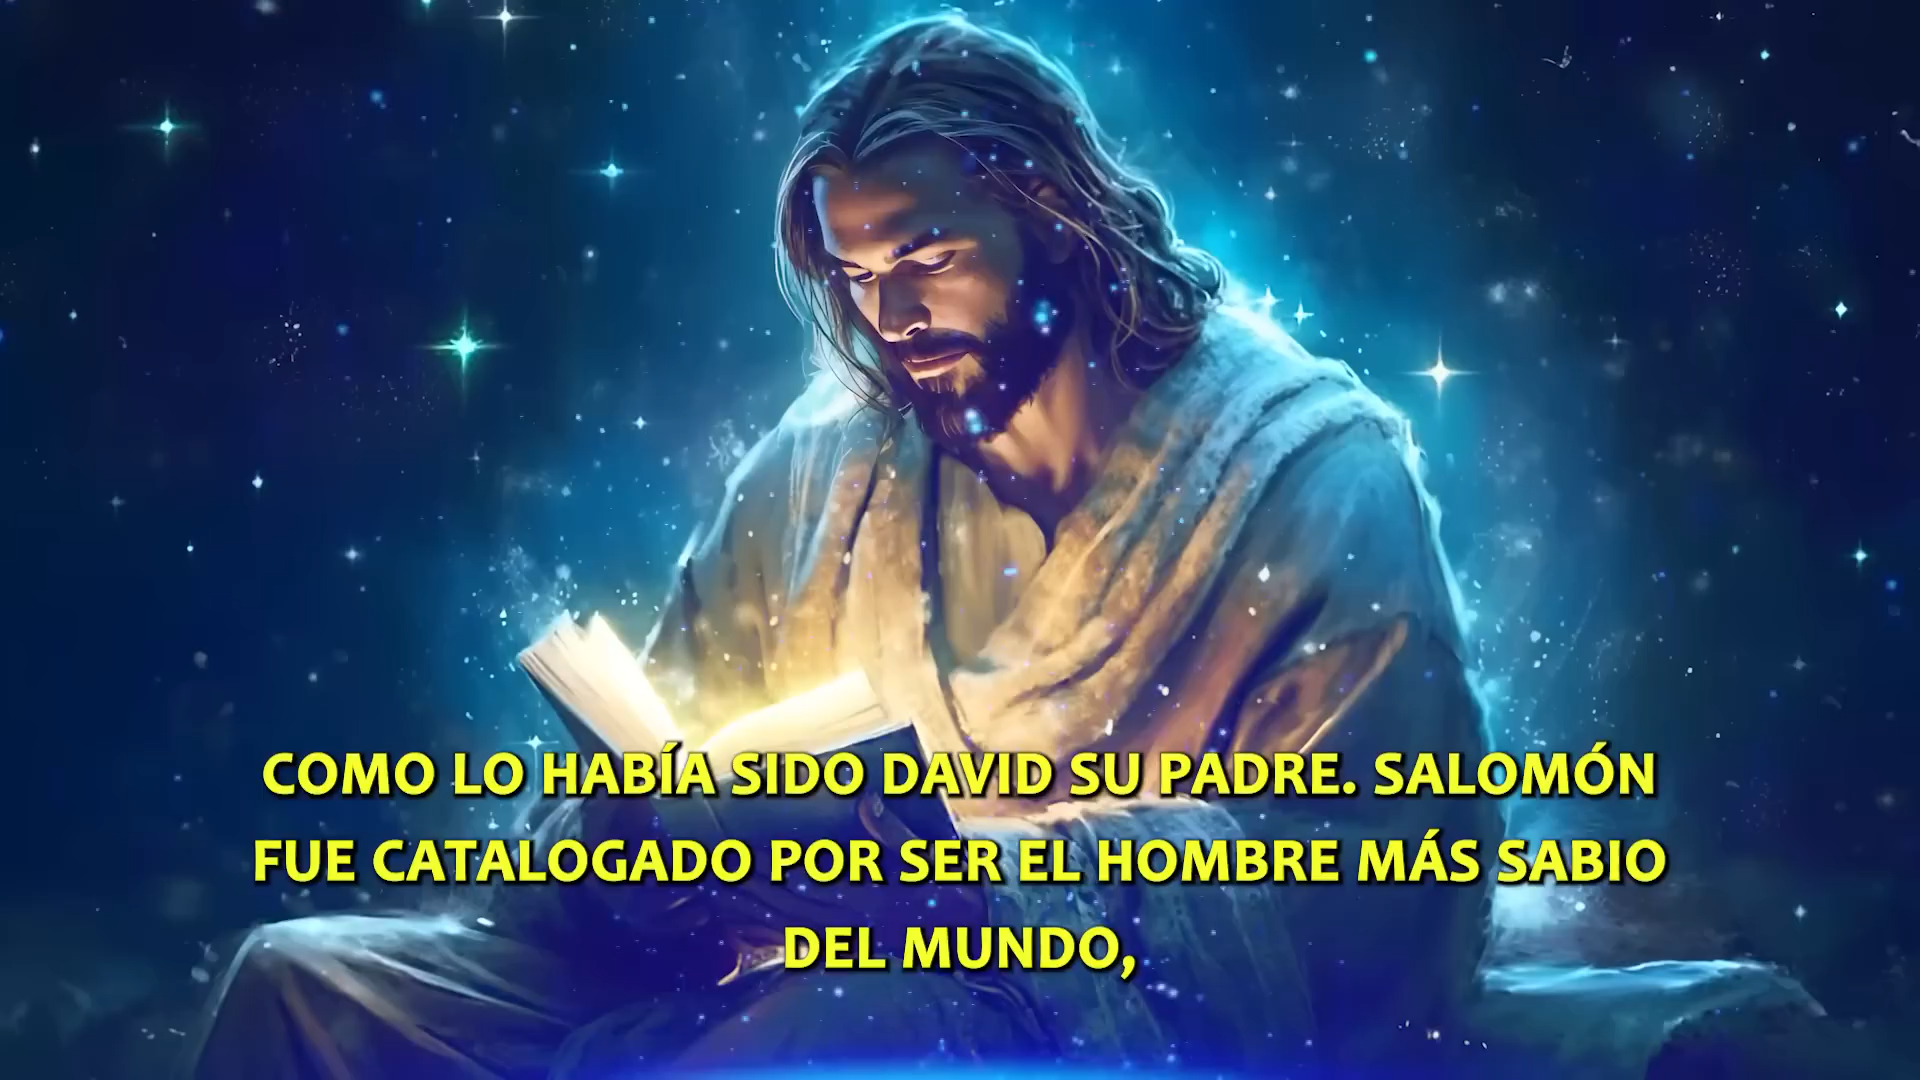 COMO LO HABÍA SIDO DAVID SU PADRE. SALOMÓN
FUE CATALOGADO POR SER EL HOMBRE MÁS SABIO
DEL MUNDO,